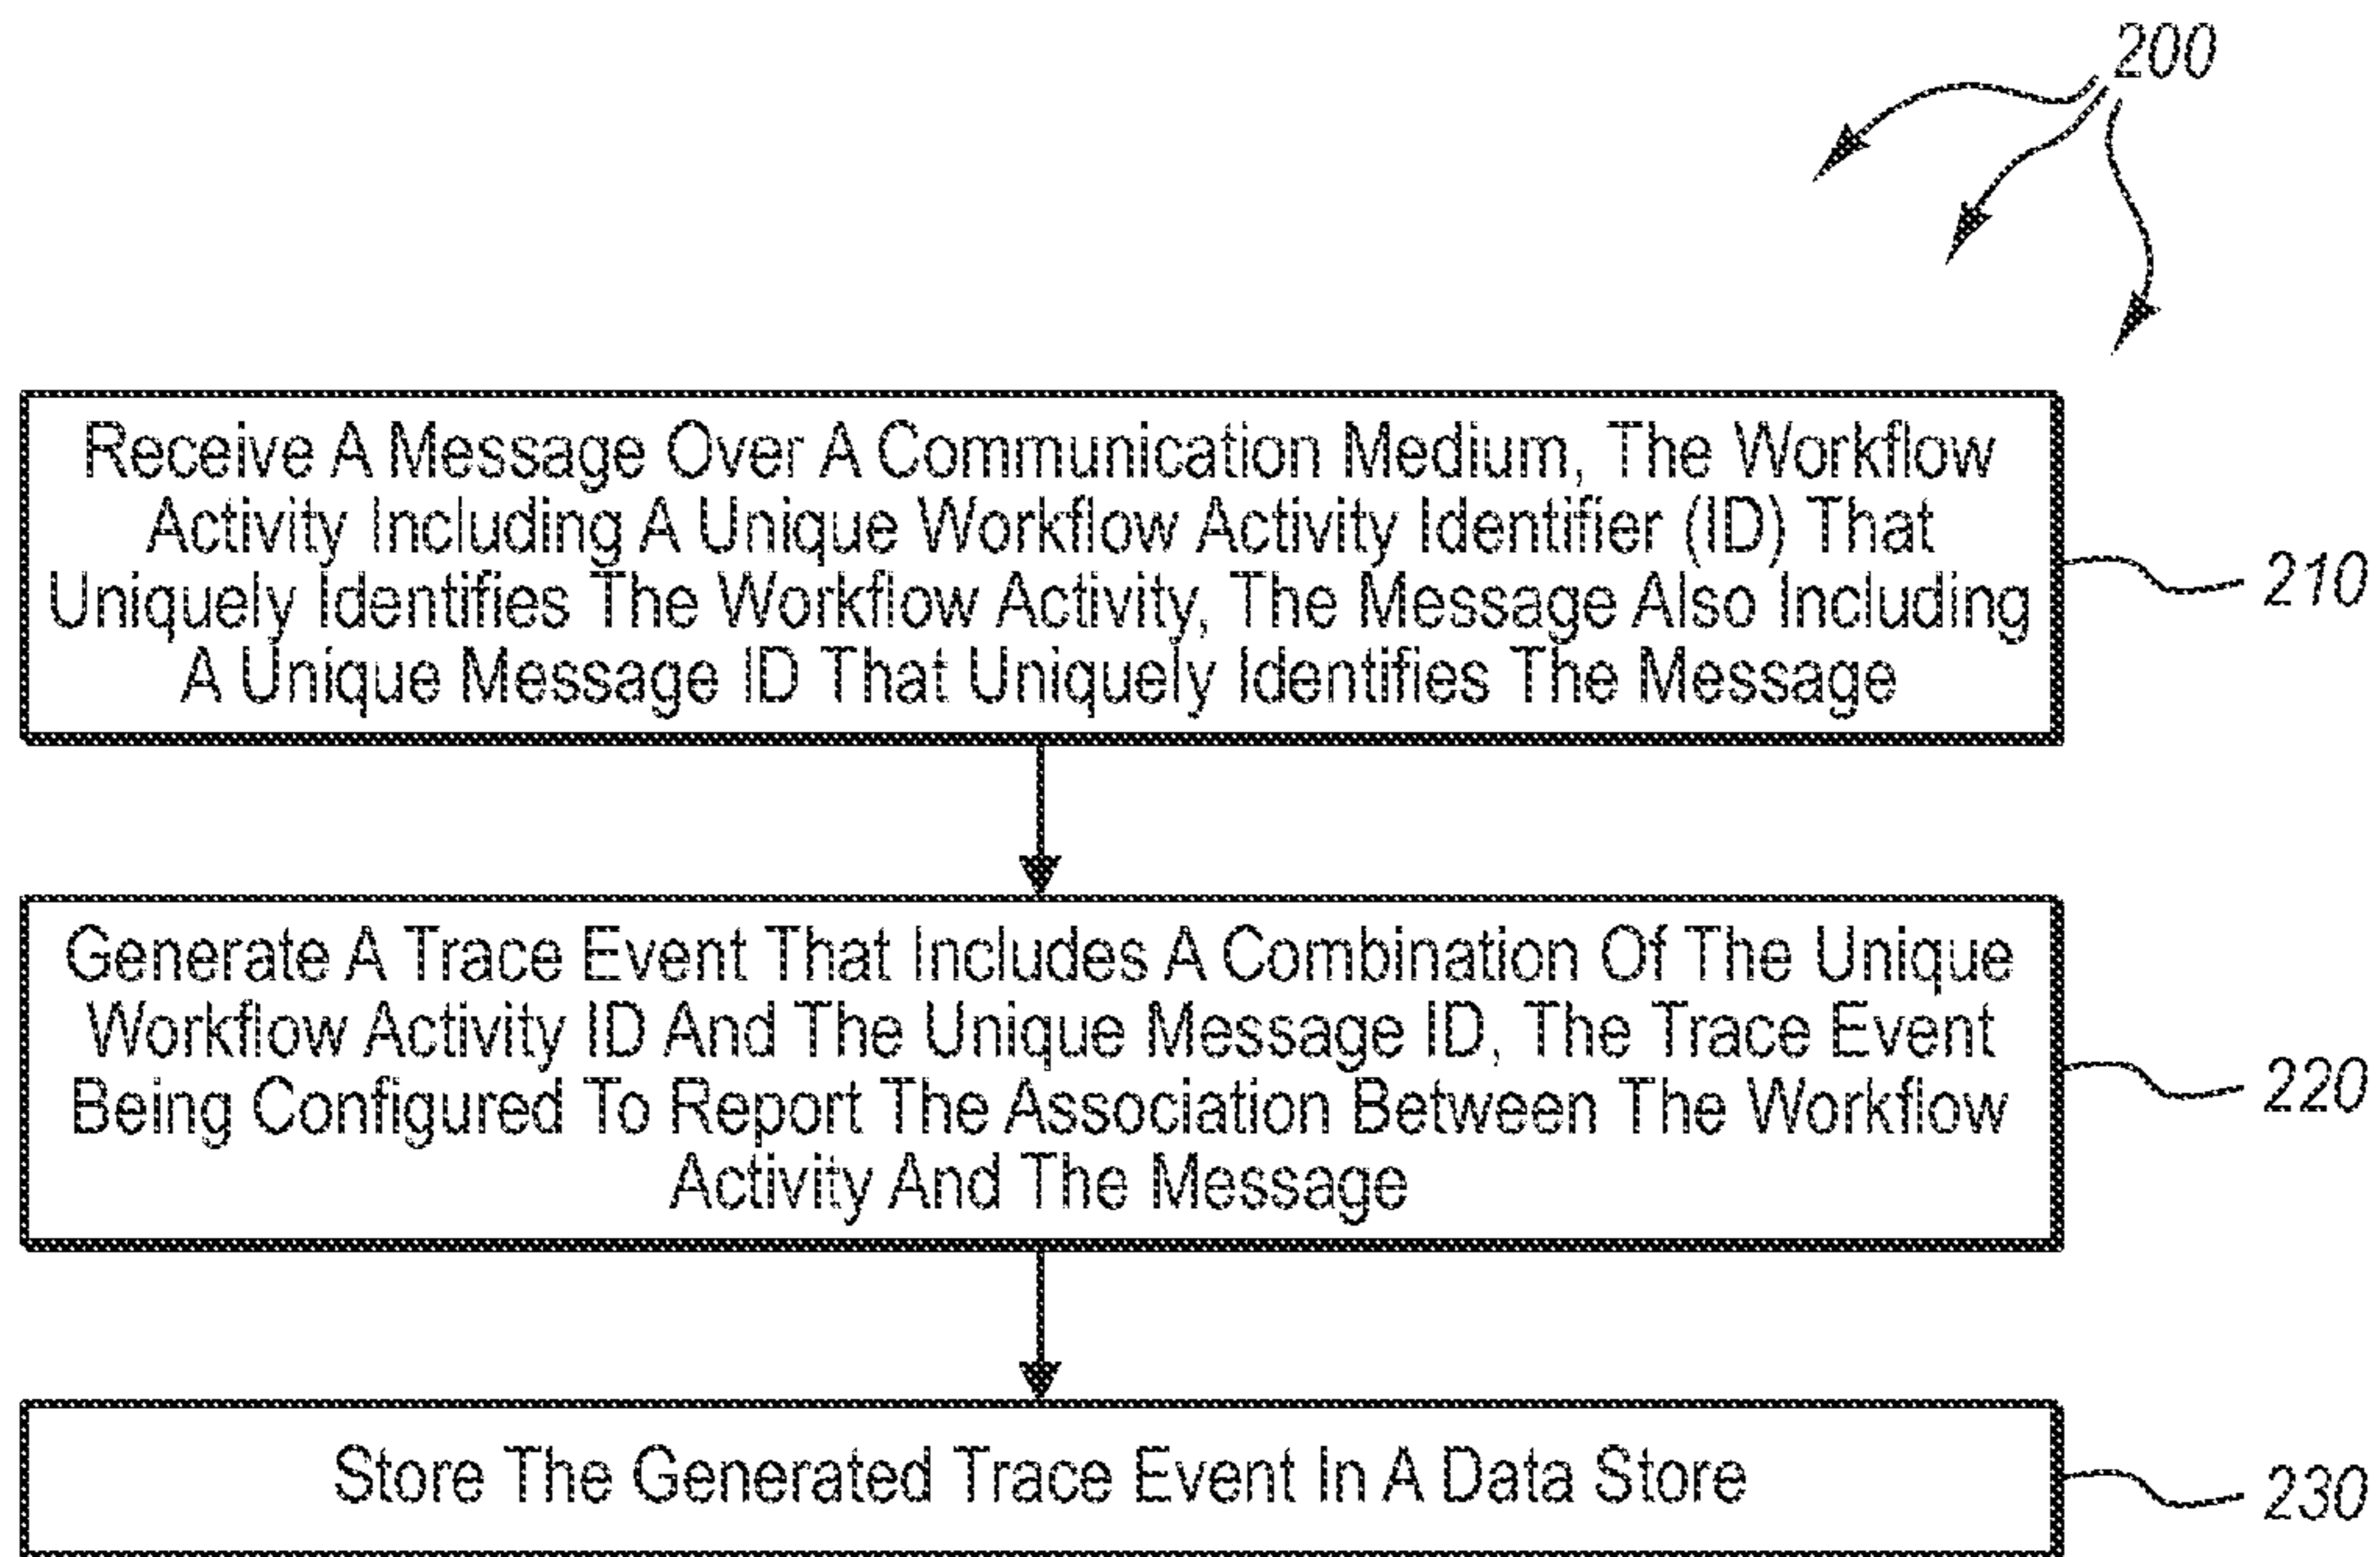 200
Receive A Message Over A Communication Medium, The Workflow
Activity Including A Unique Workflow Activity Identifier (ID) That
Uniquely Identifies The Workflow Activity, The Message Also Including
A Unique Message ID That Uniquely Identifies The Message
210
Generate A Trace Event That Includes A Combination Of The Unique
Workflow Activity ID And The Unique Message ID, The Trace Event
Being Configured To Report The Association Between The Workflow
Activity And The Message
220
Store The Generated Trace Event In A Data Store
230